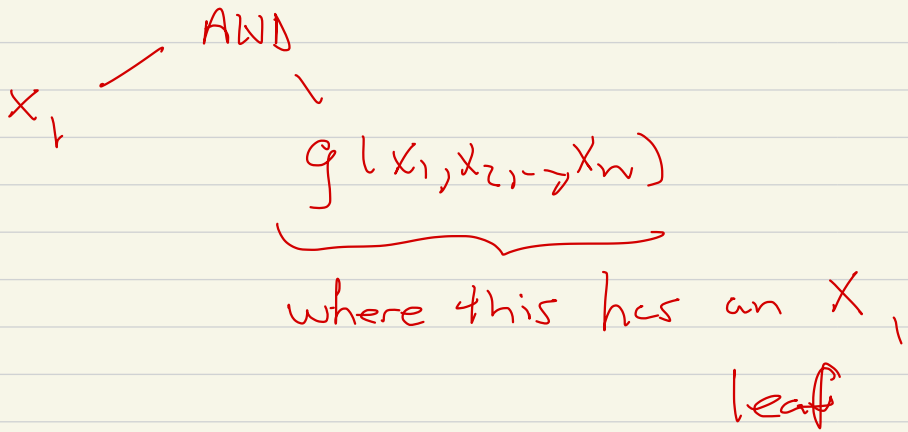 AND
X₁
g(x₁,x₂,--,xₙ)
where this has an X₁
leaf